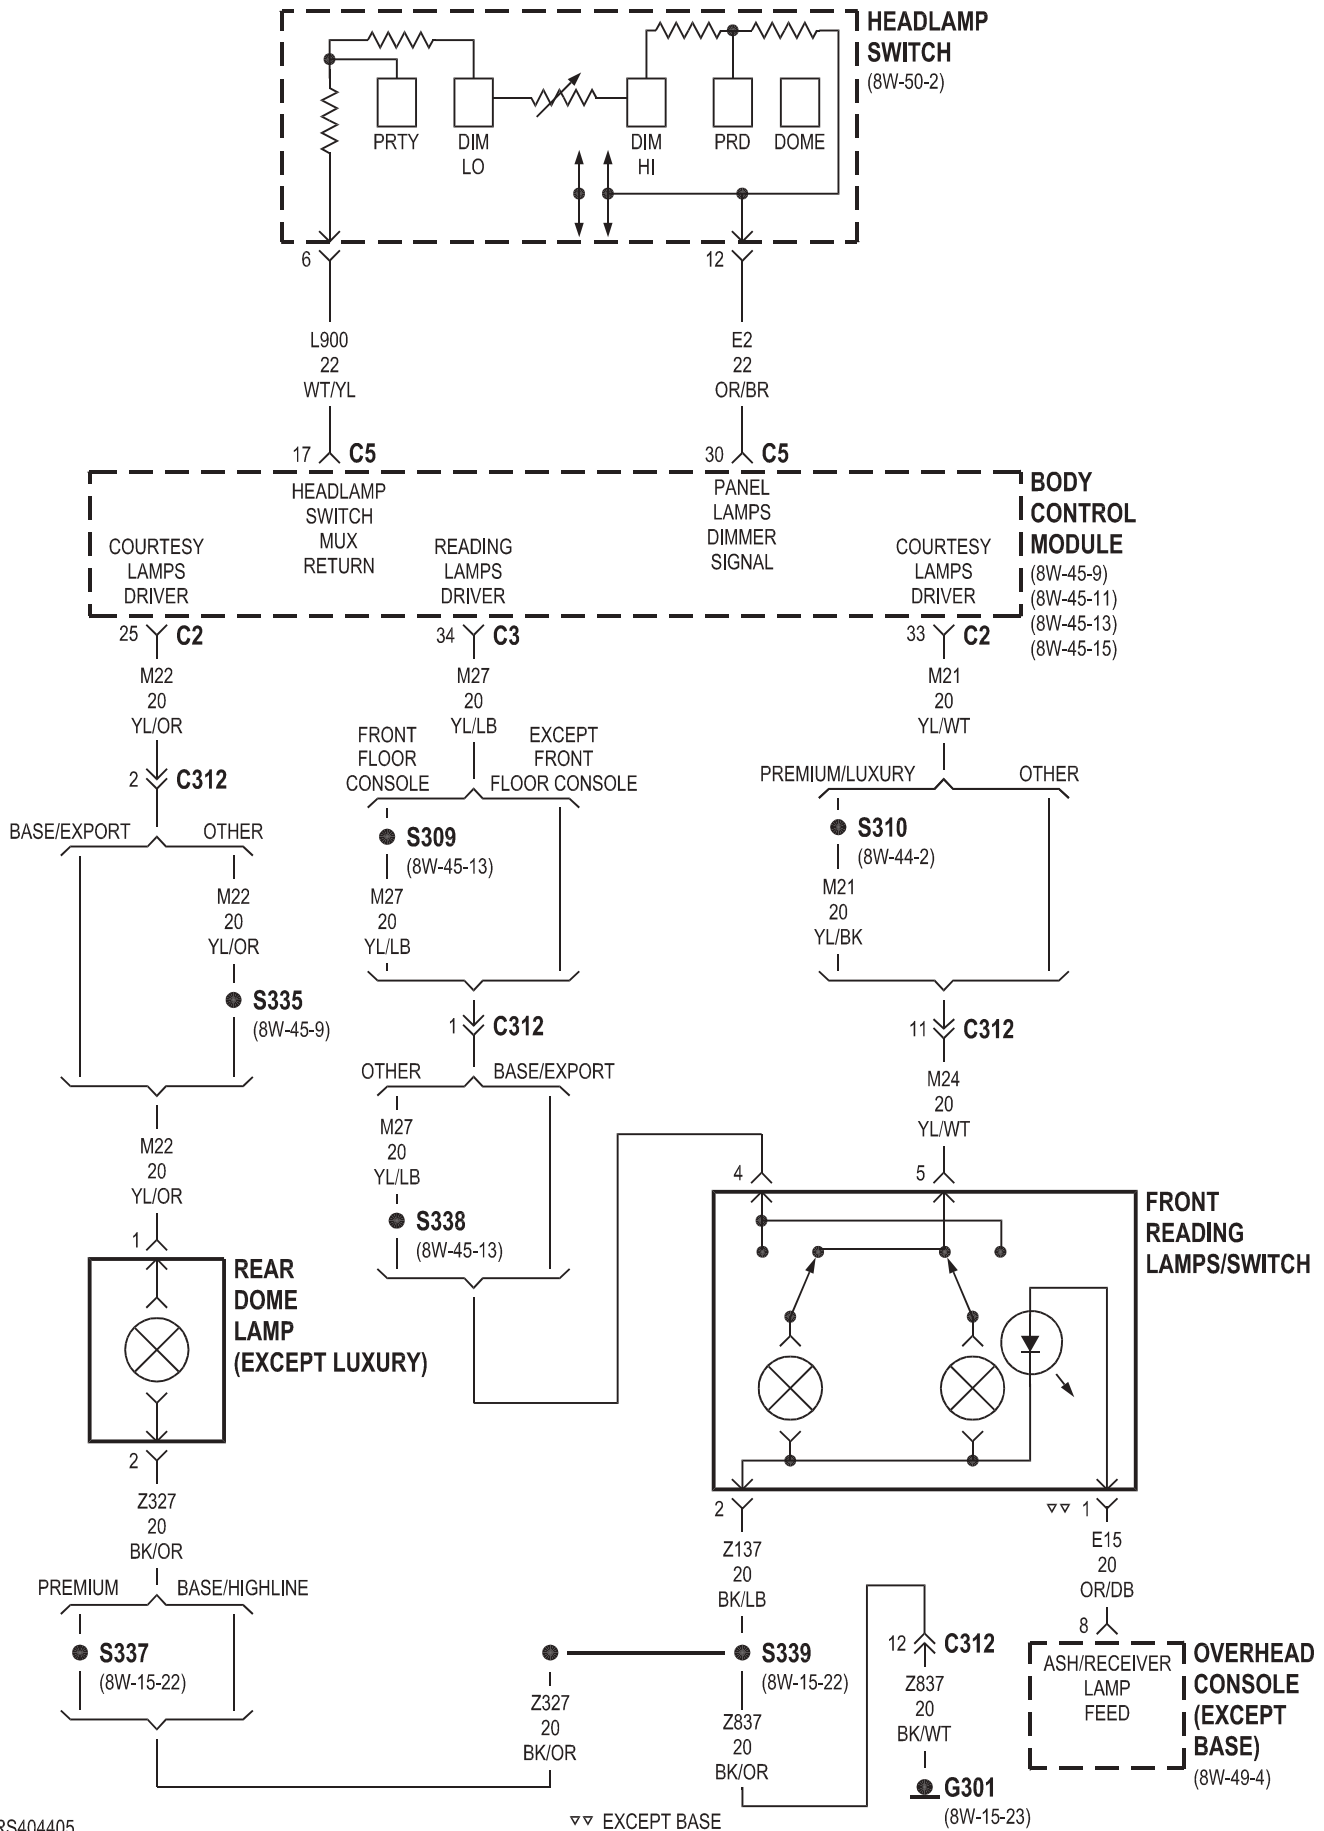 HEADLAMP
SWITCH
(8W-50-2)
PRTY
DIM
LO
DIM
HI
PRD
DOME
6
12
L900
22
WT/YL
E2
22
OR/BR
17 C5
30 C5
HEADLAMP
SWITCH
MUX
RETURN
PANEL
LAMPS
DIMMER
SIGNAL
COURTESY
LAMPS
DRIVER
READING
LAMPS
DRIVER
COURTESY
LAMPS
DRIVER
BODY
CONTROL
MODULE
(8W-45-9)
(8W-45-11)
(8W-45-13)
(8W-45-15)
25 C2
34 C3
33 C2
M22
20
YL/OR
M27
20
YL/LB
M21
20
YL/WT
2 C312
FRONT
FLOOR
CONSOLE
EXCEPT
FRONT
FLOOR CONSOLE
PREMIUM/LUXURY
OTHER
BASE/EXPORT
OTHER
S309
(8W-45-13)
S310
(8W-44-2)
M22
20
YL/OR
M27
20
YL/LB
M21
20
YL/BK
S335
(8W-45-9)
1 C312
11 C312
OTHER
BASE/EXPORT
M24
20
YL/WT
M22
20
YL/OR
M27
20
YL/LB
4
5
S338
(8W-45-13)
FRONT
READING
LAMPS/SWITCH
1
REAR
DOME
LAMP
(EXCEPT LUXURY)
2
2
▽▽ 1
Z327
20
BK/OR
Z137
20
BK/LB
E15
20
OR/DB
PREMIUM
BASE/HIGHLINE
8
S337
(8W-15-22)
S339
(8W-15-22)
12 C312
ASH/RECEIVER
LAMP
FEED
OVERHEAD
CONSOLE
(EXCEPT
BASE)
(8W-49-4)
Z327
20
BK/OR
Z837
20
BK/OR
Z837
20
BK/WT
G301
(8W-15-23)
▽▽ EXCEPT BASE
RS404405